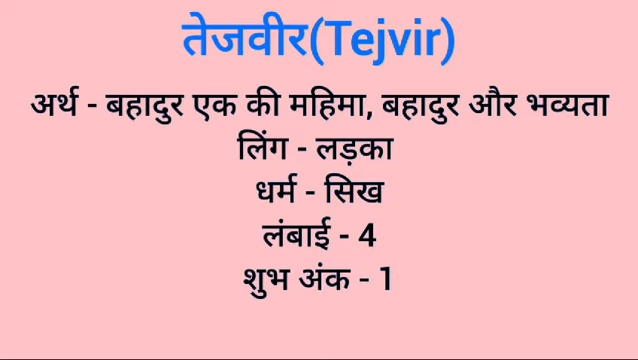 तेजवीर(Tejvir)
अर्थ - बहादुर एक की महिमा, बहादुर और भव्यता
लिंग - लड़का
धर्म - सिख
लंबाई - 4
शुभ अंक - 1